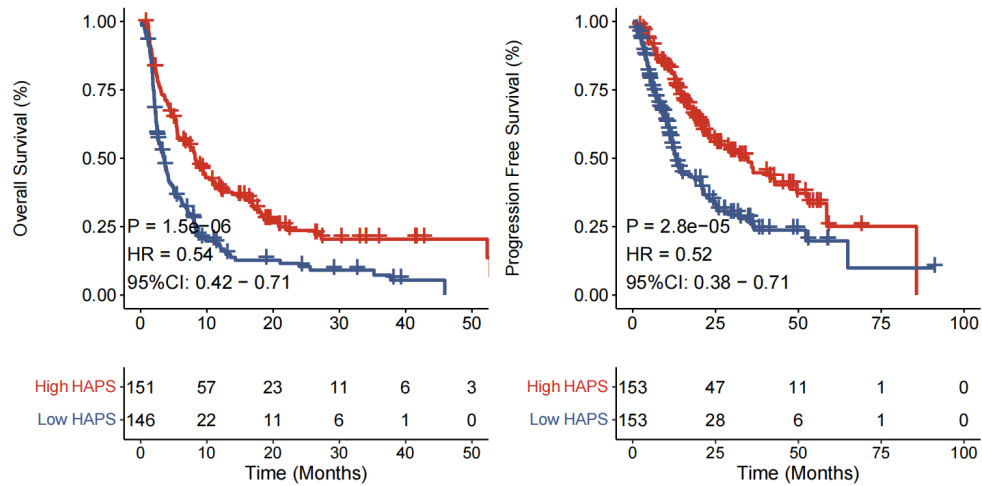 Overall Survival (%)
1.00
0.75
0.50
0.25
0.00
P = 1.5e−06
HR = 0.54
95%CI: 0.42 − 0.71
0 10 20 30 40 50
High HAPS 151 57 23 11 6 3
Low HAPS 146 22 11 6 1 0
0 10 20 30 40 50
Time (Months)
Progression Free Survival (%)
1.00
0.75
0.50
0.25
0.00
P = 2.8e−05
HR = 0.52
95%CI: 0.38 − 0.71
0 25 50 75 100
High HAPS 153 47 11 1 0
Low HAPS 153 28 6 1 0
0 25 50 75 100
Time (Months)